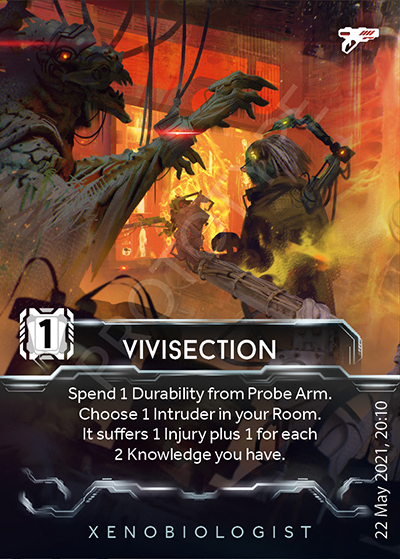 1
VIVISECTION
Spend 1 Durability from Probe Arm.
Choose 1 Intruder in your Room.
It suffers 1 Injury plus 1 for each
2 Knowledge you have.
XENOBIOLOGIST
22 May 2021, 20:10